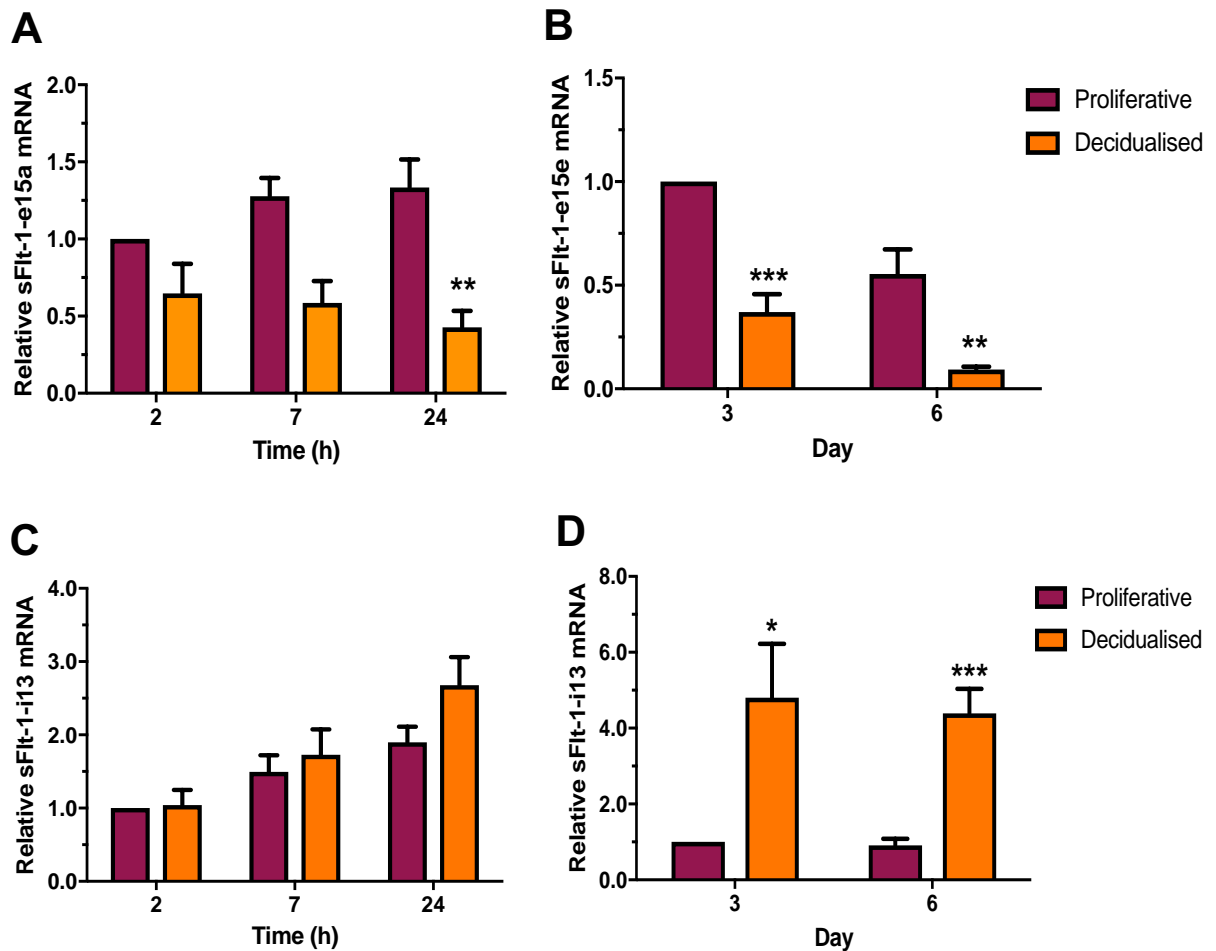 A
Relative sFlt-1-e15a mRNA
2.0
1.5
1.0
0.5
0.0
**
2
7
24
Time (h)
B
Relative sFlt-1-e15e mRNA
1.5
1.0
0.5
0.0
***
**
3
6
Day
Proliferative
Decidualised
C
Relative sFlt-1-i13 mRNA
4.0
3.0
2.0
1.0
0.0
2
7
24
Time (h)
D
Relative sFlt-1-i13 mRNA
8.0
6.0
4.0
2.0
0.0
*
***
3
6
Day
Proliferative
Decidualised